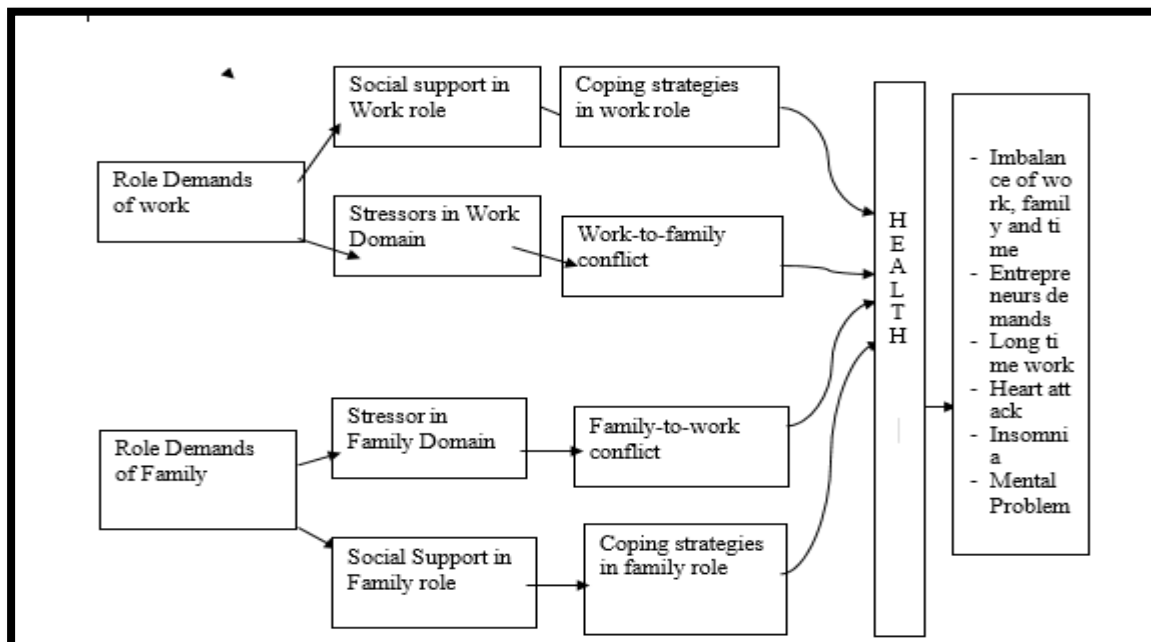 Social support in
Work role
Coping strategies
in work role
Role Demands
of work
Stressors in Work
Domain
Work-to-family
conflict
Stressor in
Family Domain
Family-to-work
conflict
Role Demands
of Family
Social Support in
Family role
Coping strategies
in family role
H
E
A
L
T
H
- Imbalan
ce of wo
rk, famil
y and ti
me
- Entrepre
neurs de
mands
- Long ti
me work
- Heart att
ack
- Insomni
a
- Mental
Problem